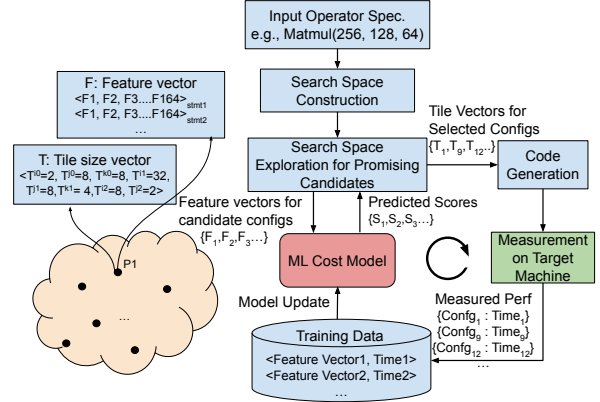 Input Operator Spec.
e.g., Matmul(256, 128, 64)
F: Feature vector
<F1, F2, F3....F164>stmt1
<F1, F2, F3....F164>stmt2
...
Search Space
Construction
Tile Vectors for
Selected Configs
{T1,T9,T12..}
T: Tile size vector
<Ti0=2, Tj0=8, Tk0=8, Ti1=32,
Tj1=8,Tk1= 4,Ti2=8, Tj2=2>
Search Space
Exploration for Promising
Candidates
Code
Generation
Feature vectors for
candidate configs
{F1,F2,F3...}
Predicted Scores
{S1,S2,S3...}
P1
...
ML Cost Model
Measurement
on Target
Machine
Model Update
Measured Perf
{Confg1 : Time1}
{Confg9 : Time9}
{Confg12 : Time12}
...
Training Data
<Feature Vector1, Time1>
<Feature Vector2, Time2>
...